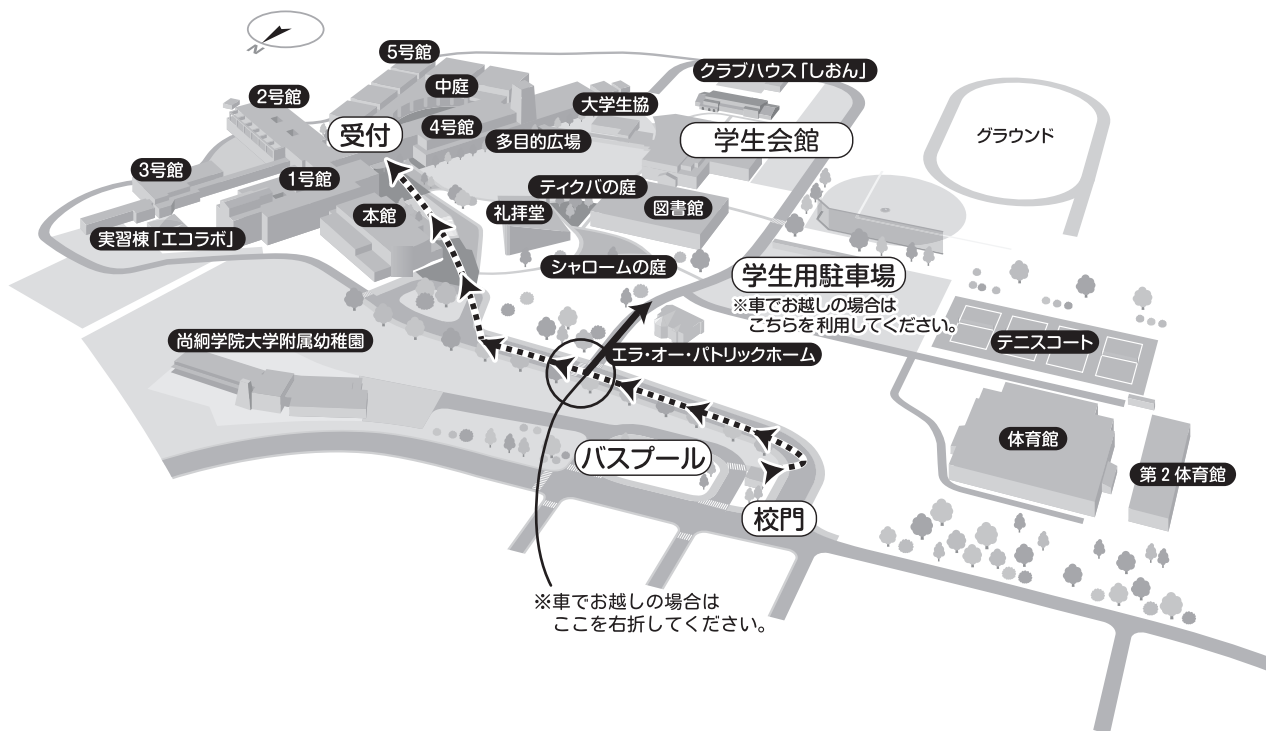 N
5号館
クラブハウス「しおん」
中庭
2号館
大学生協
受付
4号館
学生会館
グラウンド
多目的広場
3号館
1号館
ティクバの庭
本館
礼拝堂
図書館
実習棟「エコラボ」
シャロームの庭
学生用駐車場
※車でお越しの場合は
こちらを利用してください。
尚絅学院大学附属幼稚園
エラ・オー・パトリックホーム
テニスコート
体育館
バスプール
第2体育館
校門
※車でお越しの場合は
ここを右折してください。